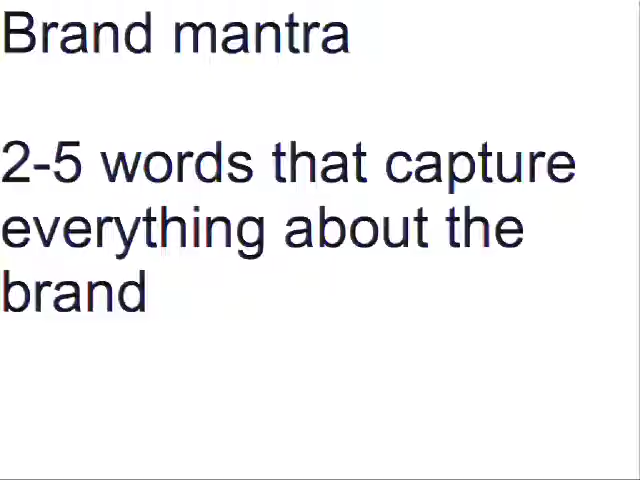 Brand mantra
2-5 words that capture
everything about the
brand